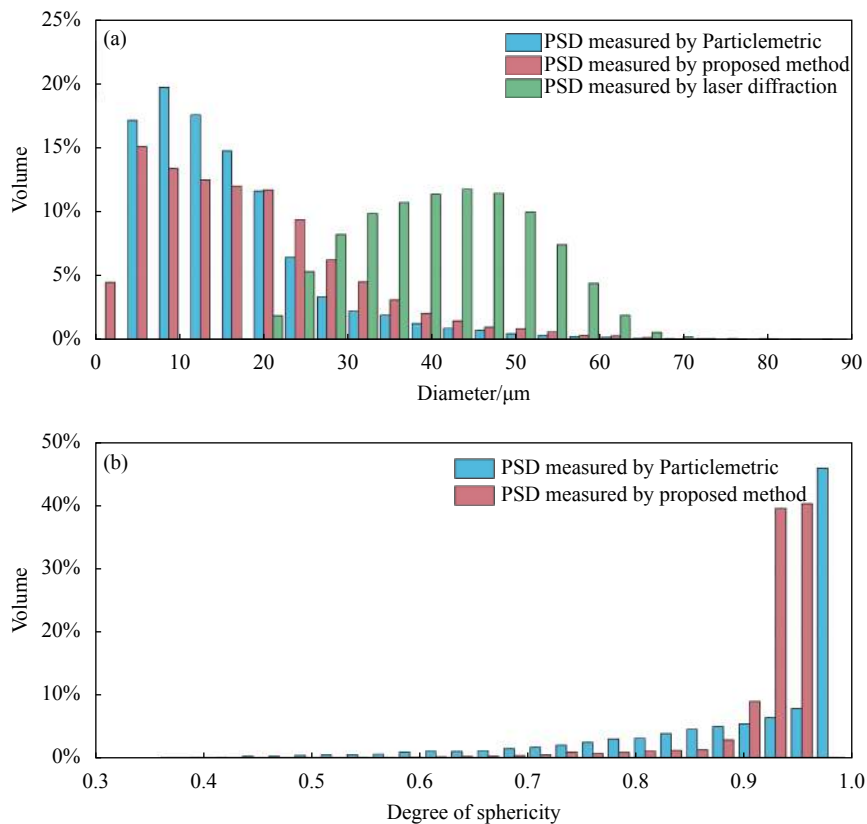 (a)
PSD measured by Particlemetric
PSD measured by proposed method
PSD measured by laser diffraction
25%
20%
15%
10%
5%
0%
Volume
0 10 20 30 40 50 60 70 80 90
Diameter/μm
(b)
PSD measured by Particlemetric
PSD measured by proposed method
50%
40%
30%
20%
10%
0%
Volume
0.3 0.4 0.5 0.6 0.7 0.8 0.9 1.0
Degree of sphericity